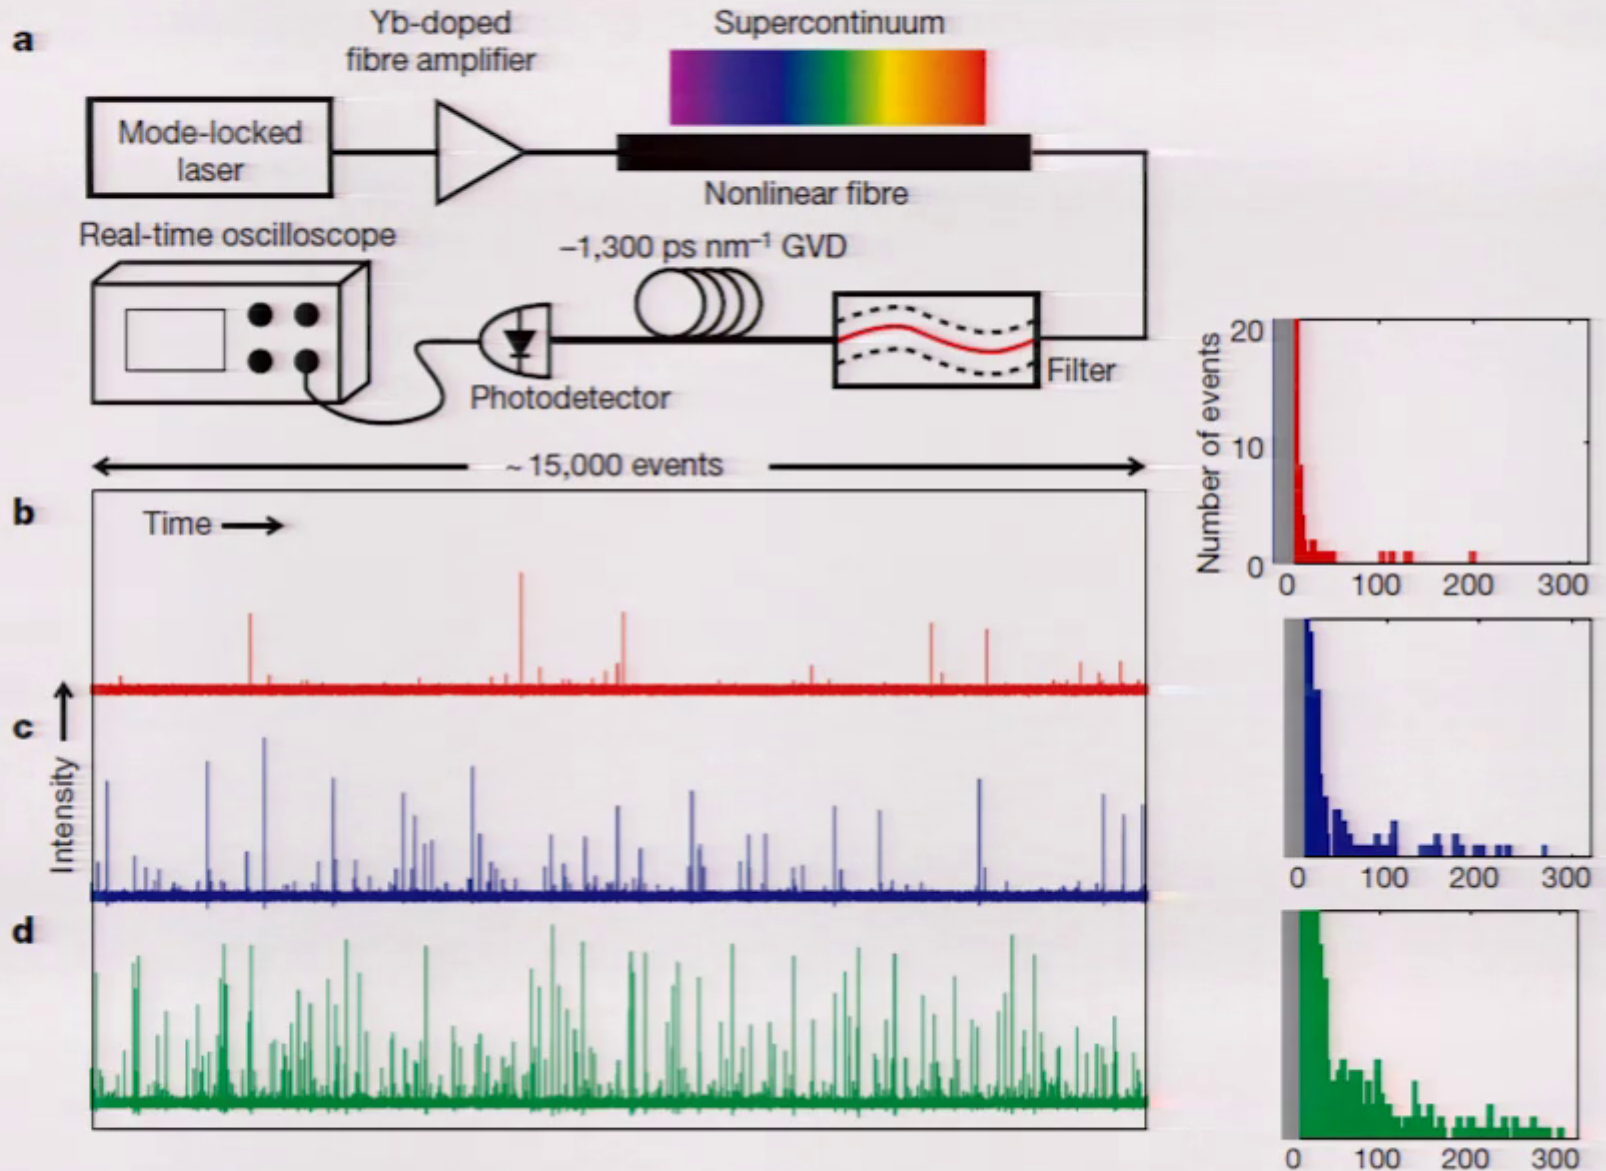 a
Yb-doped
fibre amplifier
Supercontinuum
Mode-locked
laser
Nonlinear fibre
Real-time oscilloscope
–1,300 ps nm⁻¹ GVD
Photodetector
Filter
~ 15,000 events
b
Time
c
Intensity
d
Number of events
20
10
0
0 100 200 300
0 100 200 300
0 100 200 300